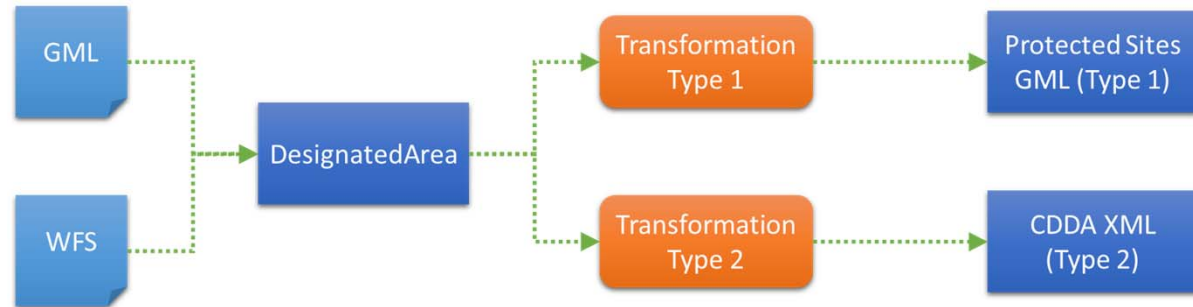 GML
WFS
DesignatedArea
Transformation
Type 1
Transformation
Type 2
Protected Sites
GML (Type 1)
CDDA XML
(Type 2)